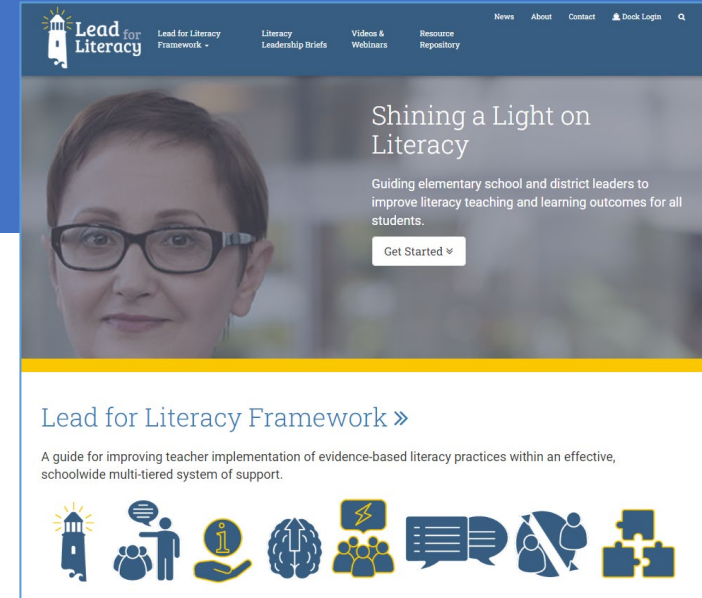 News About Contact Dock Login
Lead for
Literacy
Lead for Literacy
Framework
Literacy
Leadership Briefs
Videos &
Webinars
Resource
Repository
Shining a Light on
Literacy
Guiding elementary school and district leaders to
improve literacy teaching and learning outcomes for all
students.
Get Started
Lead for Literacy Framework »
A guide for improving teacher implementation of evidence-based literacy practices within an effective,
schoolwide multi-tiered system of support.
i